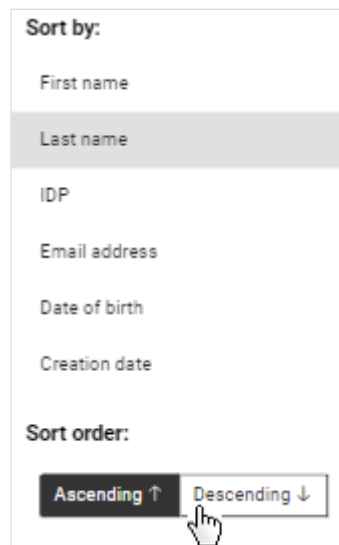 Sort by:
First name
Last name
IDP
Email address
Date of birth
Creation date
Sort order:
Ascending ↑ Descending ↓